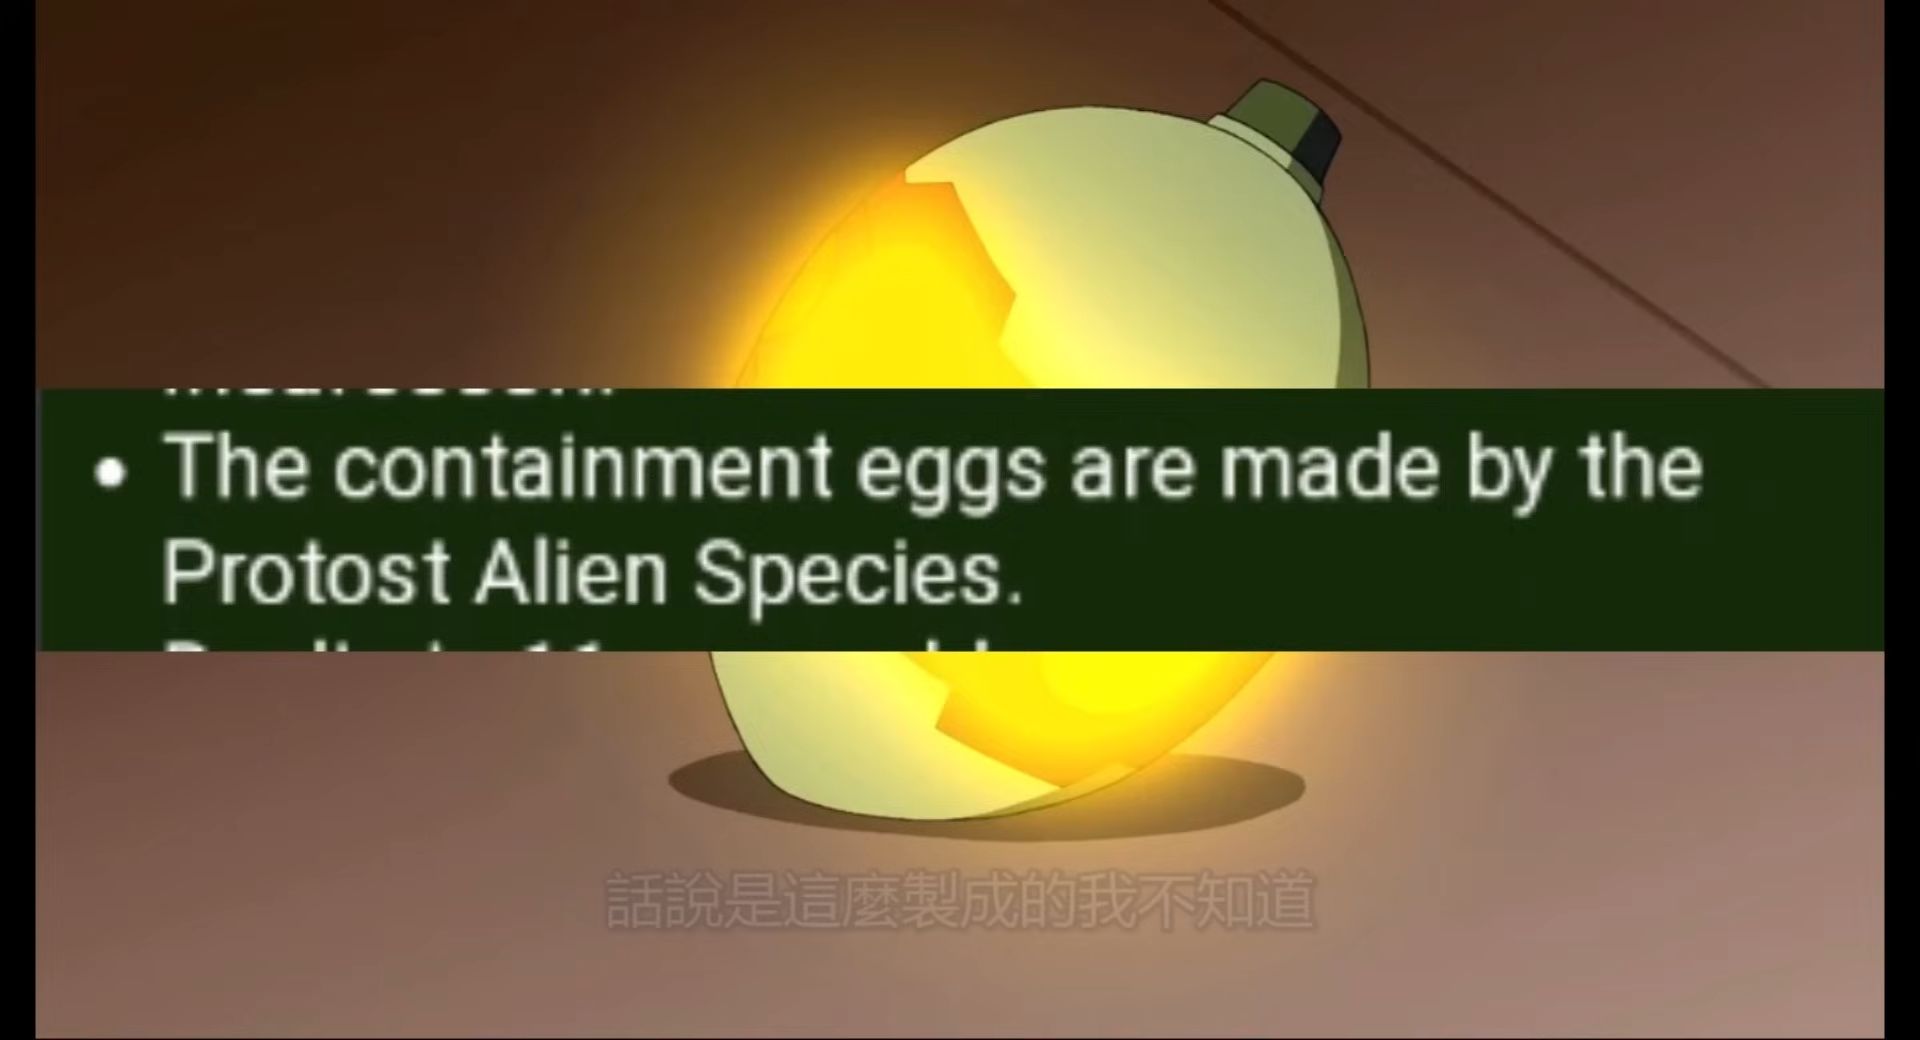 • The containment eggs are made by the
Protost Alien Species.
話說是這麼製成的我不知道